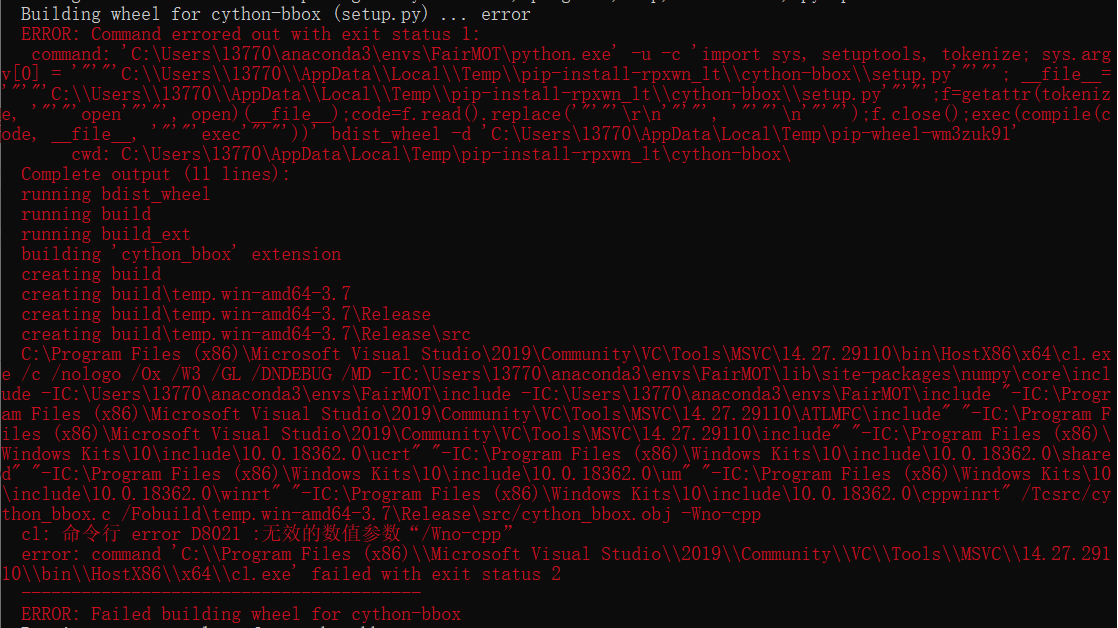 Building wheel for cython-bbox (setup.py) ... error
ERROR: Command errored out with exit status 1:
command: 'C:\Users\13770\anaconda3\envs\FairMOT\python.exe' -u -c 'import sys, setuptools, tokenize; sys.arg
v[0] = '"'"'C:\\Users\\13770\\AppData\\Local\\Temp\\pip-install-rpxwn_lt\\cython-bbox\\setup.py'"'"'; __file__=
'"'"'C:\\Users\\13770\\AppData\\Local\\Temp\\pip-install-rpxwn_lt\\cython-bbox\\setup.py'"'"';f=getattr(tokeniz
e, '"'"'open'"'"', open)(__file__);code=f.read().replace('"'"'\r\n'"'"', '"'"'\n'"'"');f.close();exec(compile(c
ode, __file__, '"'"'exec'"'"'))' bdist_wheel -d 'C:\Users\13770\AppData\Local\Temp\pip-wheel-wm3zuk91'
cwd: C:\Users\13770\AppData\Local\Temp\pip-install-rpxwn_lt\cython-bbox\
Complete output (11 lines):
running bdist_wheel
running build
running build_ext
building 'cython_bbox' extension
creating build
creating build\temp.win-amd64-3.7
creating build\temp.win-amd64-3.7\Release
creating build\temp.win-amd64-3.7\Release\src
C:\Program Files (x86)\Microsoft Visual Studio\2019\Community\VC\Tools\MSVC\14.27.29110\bin\HostX86\x64\cl.ex
e /c /nologo /Ox /W3 /GL /DNDEBUG /MD -IC:\Users\13770\anaconda3\envs\FairMOT\lib\site-packages\numpy\core\incl
ude -IC:\Users\13770\anaconda3\envs\FairMOT\include -IC:\Users\13770\anaconda3\envs\FairMOT\include "-IC:\Progr
am Files (x86)\Microsoft Visual Studio\2019\Community\VC\Tools\MSVC\14.27.29110\ATLMFC\include" "-IC:\Program F
iles (x86)\Microsoft Visual Studio\2019\Community\VC\Tools\MSVC\14.27.29110\include" "-IC:\Program Files (x86)\
Windows Kits\10\include\10.0.18362.0\ucrt" "-IC:\Program Files (x86)\Windows Kits\10\include\10.0.18362.0\share
d" "-IC:\Program Files (x86)\Windows Kits\10\include\10.0.18362.0\um" "-IC:\Program Files (x86)\Windows Kits\10
\include\10.0.18362.0\winrt" "-IC:\Program Files (x86)\Windows Kits\10\include\10.0.18362.0\cppwinrt" /Tcsrc/cy
thon_bbox.c /Fobuild\temp.win-amd64-3.7\Release\src/cython_bbox.obj -Wno-cpp
cl: 命令行 error D8021 :无效的数值参数“/Wno-cpp”
error: command 'C:\\Program Files (x86)\\Microsoft Visual Studio\\2019\\Community\\VC\\Tools\\MSVC\\14.27.291
10\\bin\\HostX86\\x64\\cl.exe' failed with exit status 2
----------------------------------------
ERROR: Failed building wheel for cython-bbox